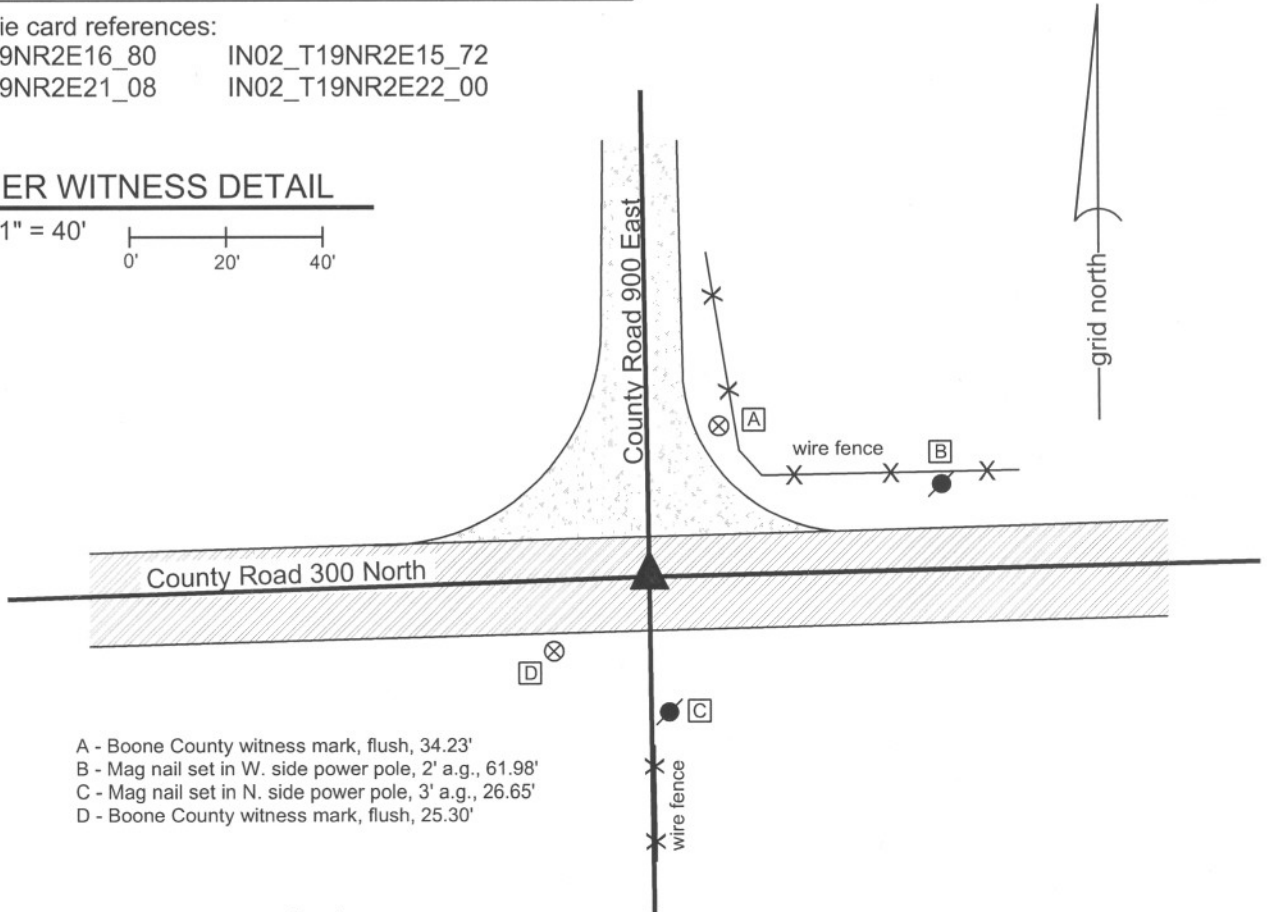 ie card references:
9NR2E16_80 IN02_T19NR2E15_72
9NR2E21_08 IN02_T19NR2E22_00
ER WITNESS DETAIL
1" = 40'
0' 20' 40'
County Road 900 East
grid north
A
wire fence
B
County Road 300 North
D
C
wire fence
A - Boone County witness mark, flush, 34.23'
B - Mag nail set in W. side power pole, 2' a.g., 61.98'
C - Mag nail set in N. side power pole, 3' a.g., 26.65'
D - Boone County witness mark, flush, 25.30'